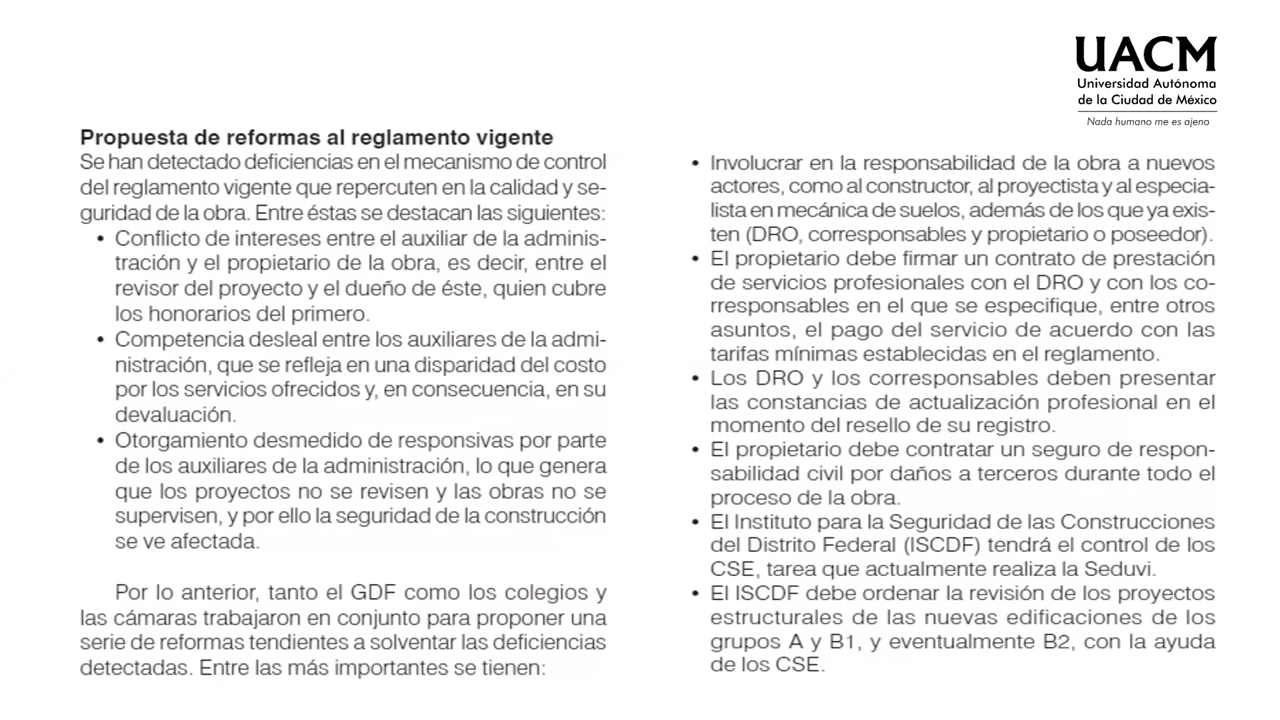 UACM
Universidad Autónoma
de la Ciudad de México
Nada humano me es ajeno
Propuesta de reformas al reglamento vigente
Se han detectado deficiencias en el mecanismo de control
del reglamento vigente que repercuten en la calidad y se-
guridad de la obra. Entre éstas se destacan las siguientes:
• Conflicto de intereses entre el auxiliar de la adminis-
tración y el propietario de la obra, es decir, entre el
revisor del proyecto y el dueño de éste, quien cubre
los honorarios del primero.
• Competencia desleal entre los auxiliares de la admi-
nistración, que se refleja en una disparidad del costo
por los servicios ofrecidos y, en consecuencia, en su
devaluación.
• Otorgamiento desmedido de responsivas por parte
de los auxiliares de la administración, lo que genera
que los proyectos no se revisen y las obras no se
supervisen, y por ello la seguridad de la construcción
se ve afectada.
Por lo anterior, tanto el GDF como los colegios y
las cámaras trabajaron en conjunto para proponer una
serie de reformas tendientes a solventar las deficiencias
detectadas. Entre las más importantes se tienen:
• Involucrar en la responsabilidad de la obra a nuevos
actores, como al constructor, al proyectista y al especia-
lista en mecánica de suelos, además de los que ya exis-
ten (DRO, corresponsables y propietario o poseedor).
• El propietario debe firmar un contrato de prestación
de servicios profesionales con el DRO y con los co-
rresponsables en el que se especifique, entre otros
asuntos, el pago del servicio de acuerdo con las
tarifas mínimas establecidas en el reglamento.
• Los DRO y los corresponsables deben presentar
las constancias de actualización profesional en el
momento del resello de su registro.
• El propietario debe contratar un seguro de respon-
sabilidad civil por daños a terceros durante todo el
proceso de la obra.
• El Instituto para la Seguridad de las Construcciones
del Distrito Federal (ISCDF) tendrá el control de los
CSE, tarea que actualmente realiza la Seduvi.
• El ISCDF debe ordenar la revisión de los proyectos
estructurales de las nuevas edificaciones de los
grupos A y B1, y eventualmente B2, con la ayuda
de los CSE.